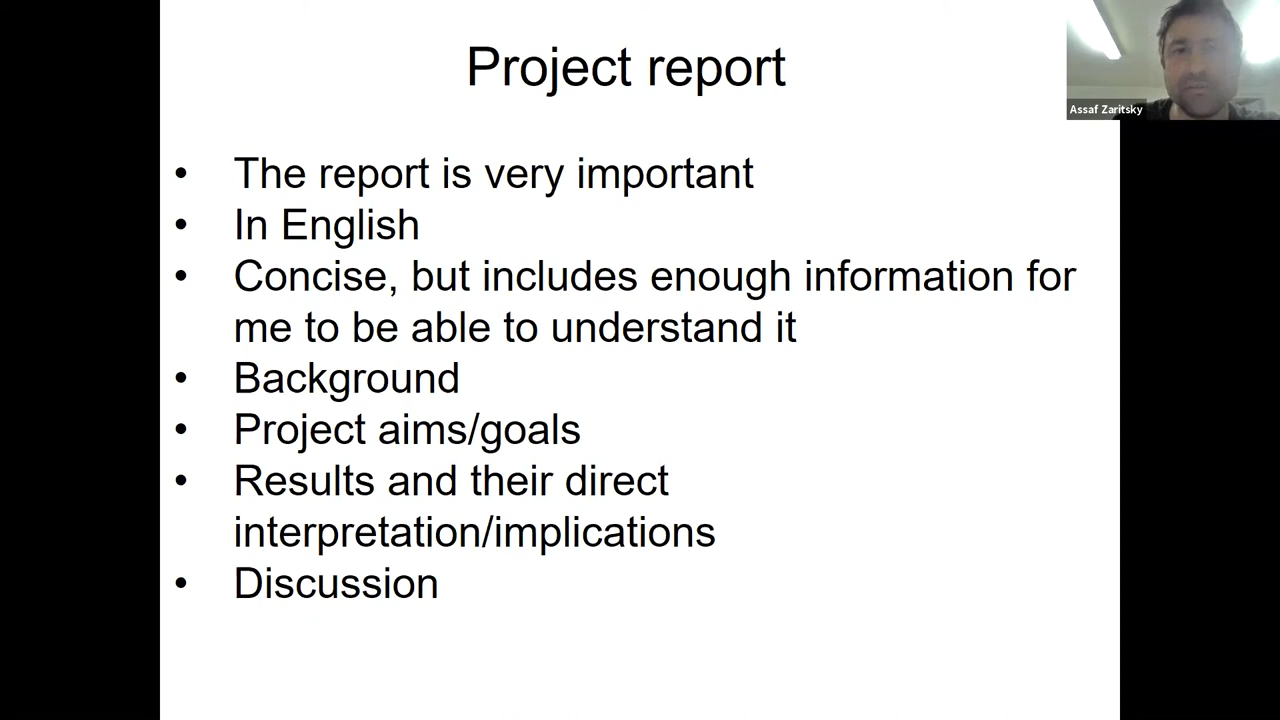 Project report
Assaf Zaritsky
• The report is very important
• In English
• Concise, but includes enough information for
me to be able to understand it
• Background
• Project aims/goals
• Results and their direct
interpretation/implications
• Discussion